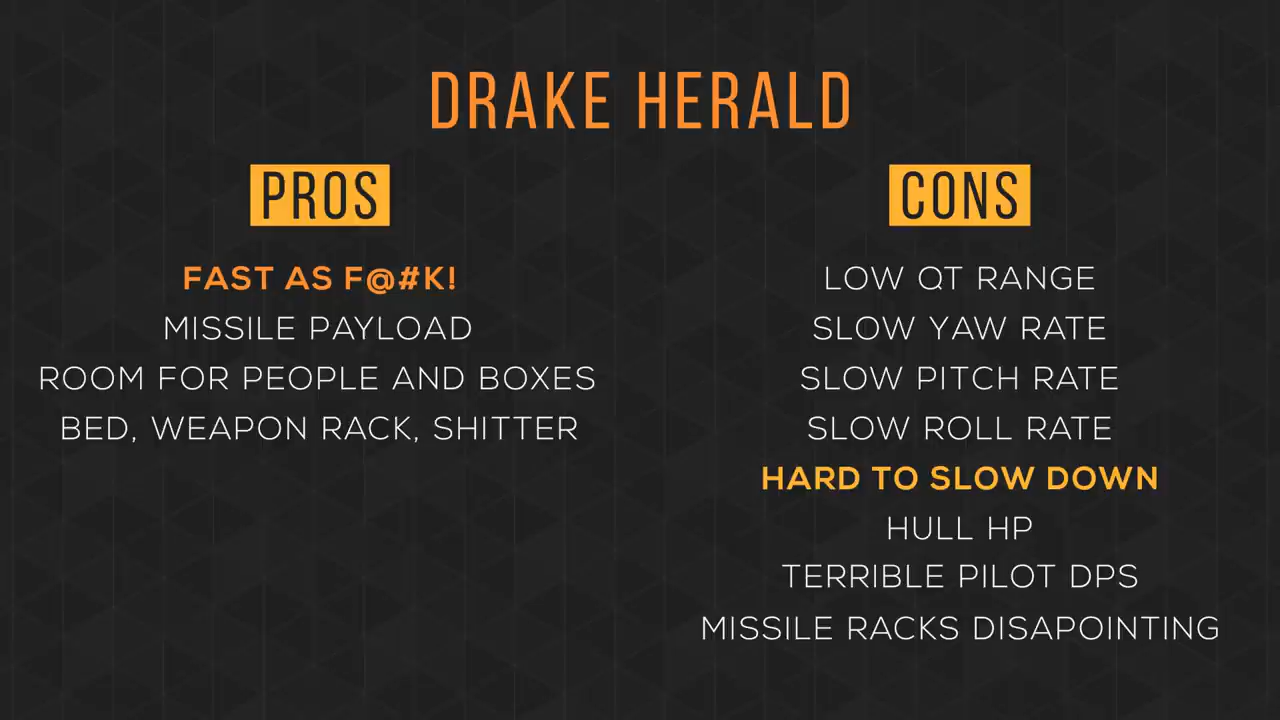 DRAKE HERALD
PROS
FAST AS F@#K!
MISSILE PAYLOAD
ROOM FOR PEOPLE AND BOXES
BED, WEAPON RACK, SHITTER
CONS
LOW QT RANGE
SLOW YAW RATE
SLOW PITCH RATE
SLOW ROLL RATE
HARD TO SLOW DOWN
HULL HP
TERRIBLE PILOT DPS
MISSILE RACKS DISAPOINTING